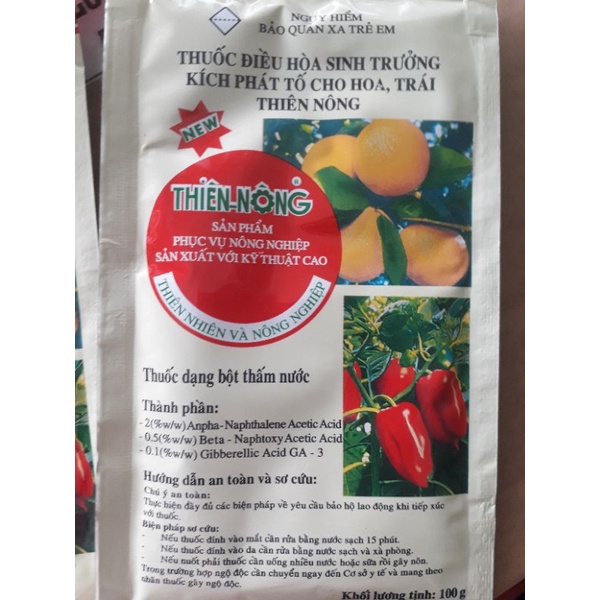 NGUY HIỂM
BẢO QUẢN XA TRẺ EM
THUỐC ĐIỀU HÒA SINH TRƯỞNG
KÍCH PHÁT TỐ CHO HOA, TRÁI
THIÊN NÔNG
NEW
THIÊN-NÔNG
SẢN PHẨM
PHỤC VỤ NÔNG NGHIỆP
SẢN XUẤT VỚI KỸ THUẬT CAO
THIÊN NHIÊN VÀ NÔNG NGHIỆP
Thuốc dạng bột thấm nước
Thành phần:
- 2(%w/w)Anpha- Naphthalene Acetic Acid
- 0.5(%w/w) Beta - Naphtoxy Acetic Acid
- 0.1(%w/w) Gibberellic Acid GA - 3
Hướng dẫn an toàn và sơ cứu:
Chú ý an toàn:
Thực hiện đầy đủ các biện pháp về yêu cầu bảo hộ lao động khi tiếp xúc
với thuốc.
Biện pháp sơ cứu:
- Nếu thuốc dính vào mắt cần rửa bằng nước sạch 15 phút.
- Nếu thuốc dính vào da cần rửa bằng nước sạch và xà phòng.
- Nếu nuốt phải thuốc cần uống nhiều nước hoặc sữa rồi gây nôn.
Trong trường hợp ngộ độc cần chuyển ngay đến Cơ sở y tế và mang theo
nhãn thuốc gây ngộ độc.
Khối lượng tịnh: 100 g